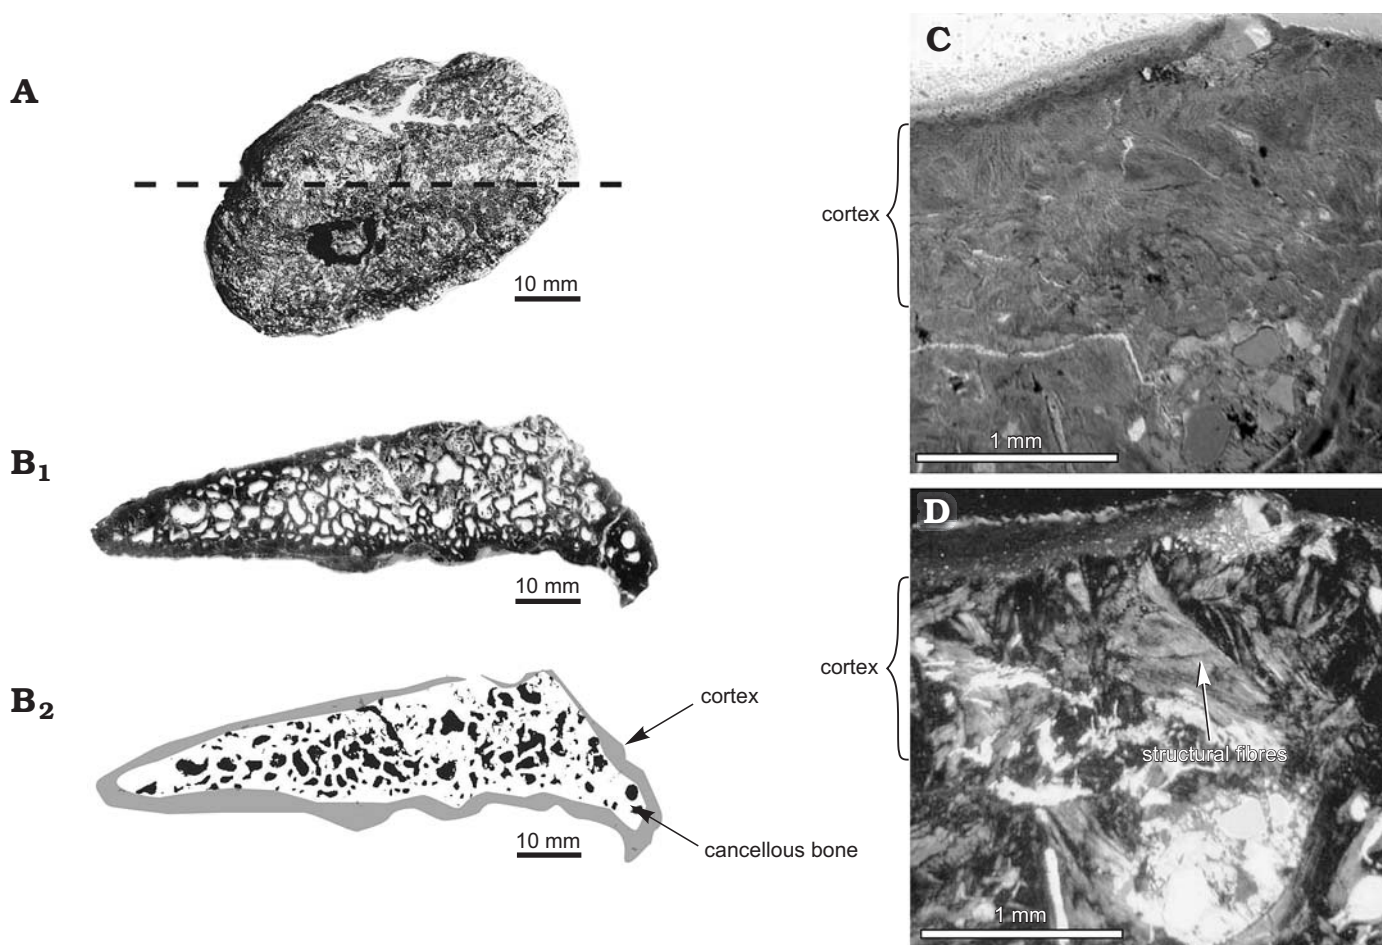 A
10 mm
B1
10 mm
B2
cortex
cancellous bone
10 mm
C
cortex
1 mm
D
cortex
structural fibres
1 mm